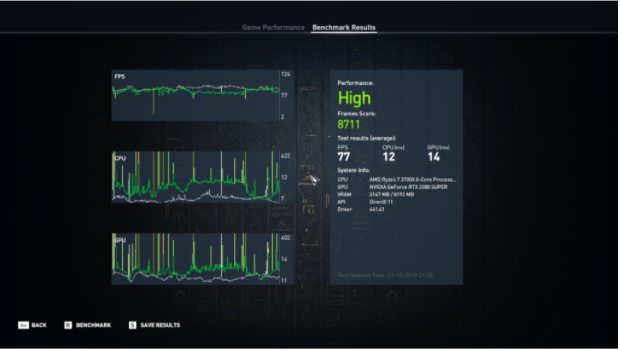 Game Performance   Benchmark Results
FPS
124
77
2
CPU
422
12
7
GPU
402
14
11
Performance:
High
Frames Score:
8711
Test results (average):
FPS   CPU (ms)   GPU (ms)
77   12   14
System Info:
CPU   AMD Ryzen 7 3700X 8-Core Process...
GPU   NVIDIA GeForce RTX 2080 SUPER
VRAM   3147 MB / 8192 MB
API   DirectX 11
Driver   441.41
Test Session Time: 11-12-2019 21:28
Esc BACK   R BENCHMARK   S SAVE RESULTS